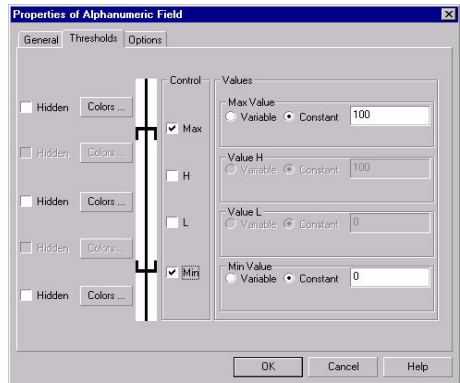 Properties of Alphanumeric Field
General Thresholds Options
Control
Values
Hidden Colors ...
Max
Max Value
Variable Constant 100
Hidden Colors ...
H
Value H
Variable Constant 100
Hidden Colors ...
L
Value L
Variable Constant 0
Hidden Colors ...
Min
Min Value
Variable Constant 0
Hidden Colors ...
OK Cancel Help